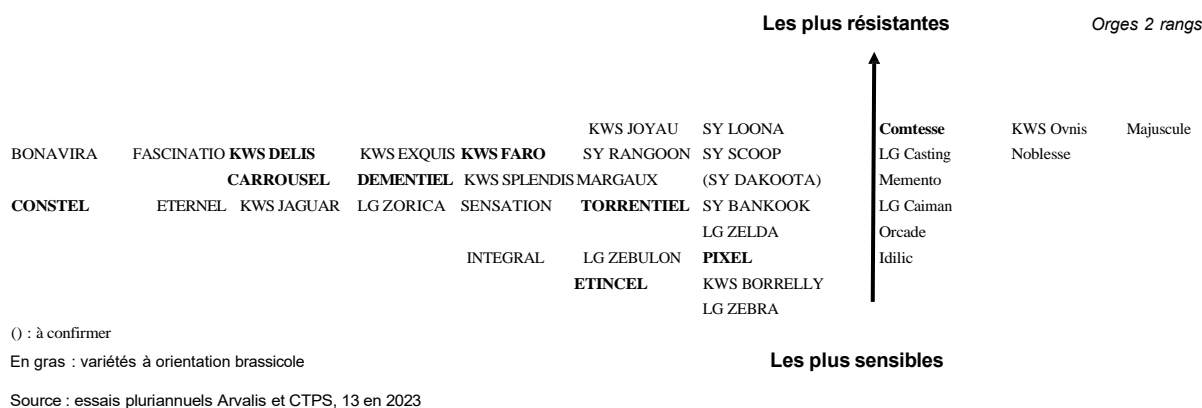 Les plus résistantes Orges 2 rangs
KWS JOYAU SY LOONA Comtesse KWS Ovnis Majuscule
BONAVIRA FASCINATIO KWS DELIS KWS EXQUIS KWS FARO SY RANGOON SY SCOOP LG Casting Noblesse
CARROUSEL DEMENTIEL KWS SPLENDIS MARGAUX (SY DAKOOTA) Memento
CONSTEL ETERNEL KWS JAGUAR LG ZORICA SENSATION TORRENTIEL SY BANKOOK LG Caiman
LG ZELDA Orcade
INTEGRAL LG ZEBULON PIXEL Idilic
ETINCEL KWS BORRELLY
LG ZEBRA
() : à confirmer
En gras : variétés à orientation brassicole Les plus sensibles
Source : essais pluriannuels Arvalis et CTPS, 13 en 2023